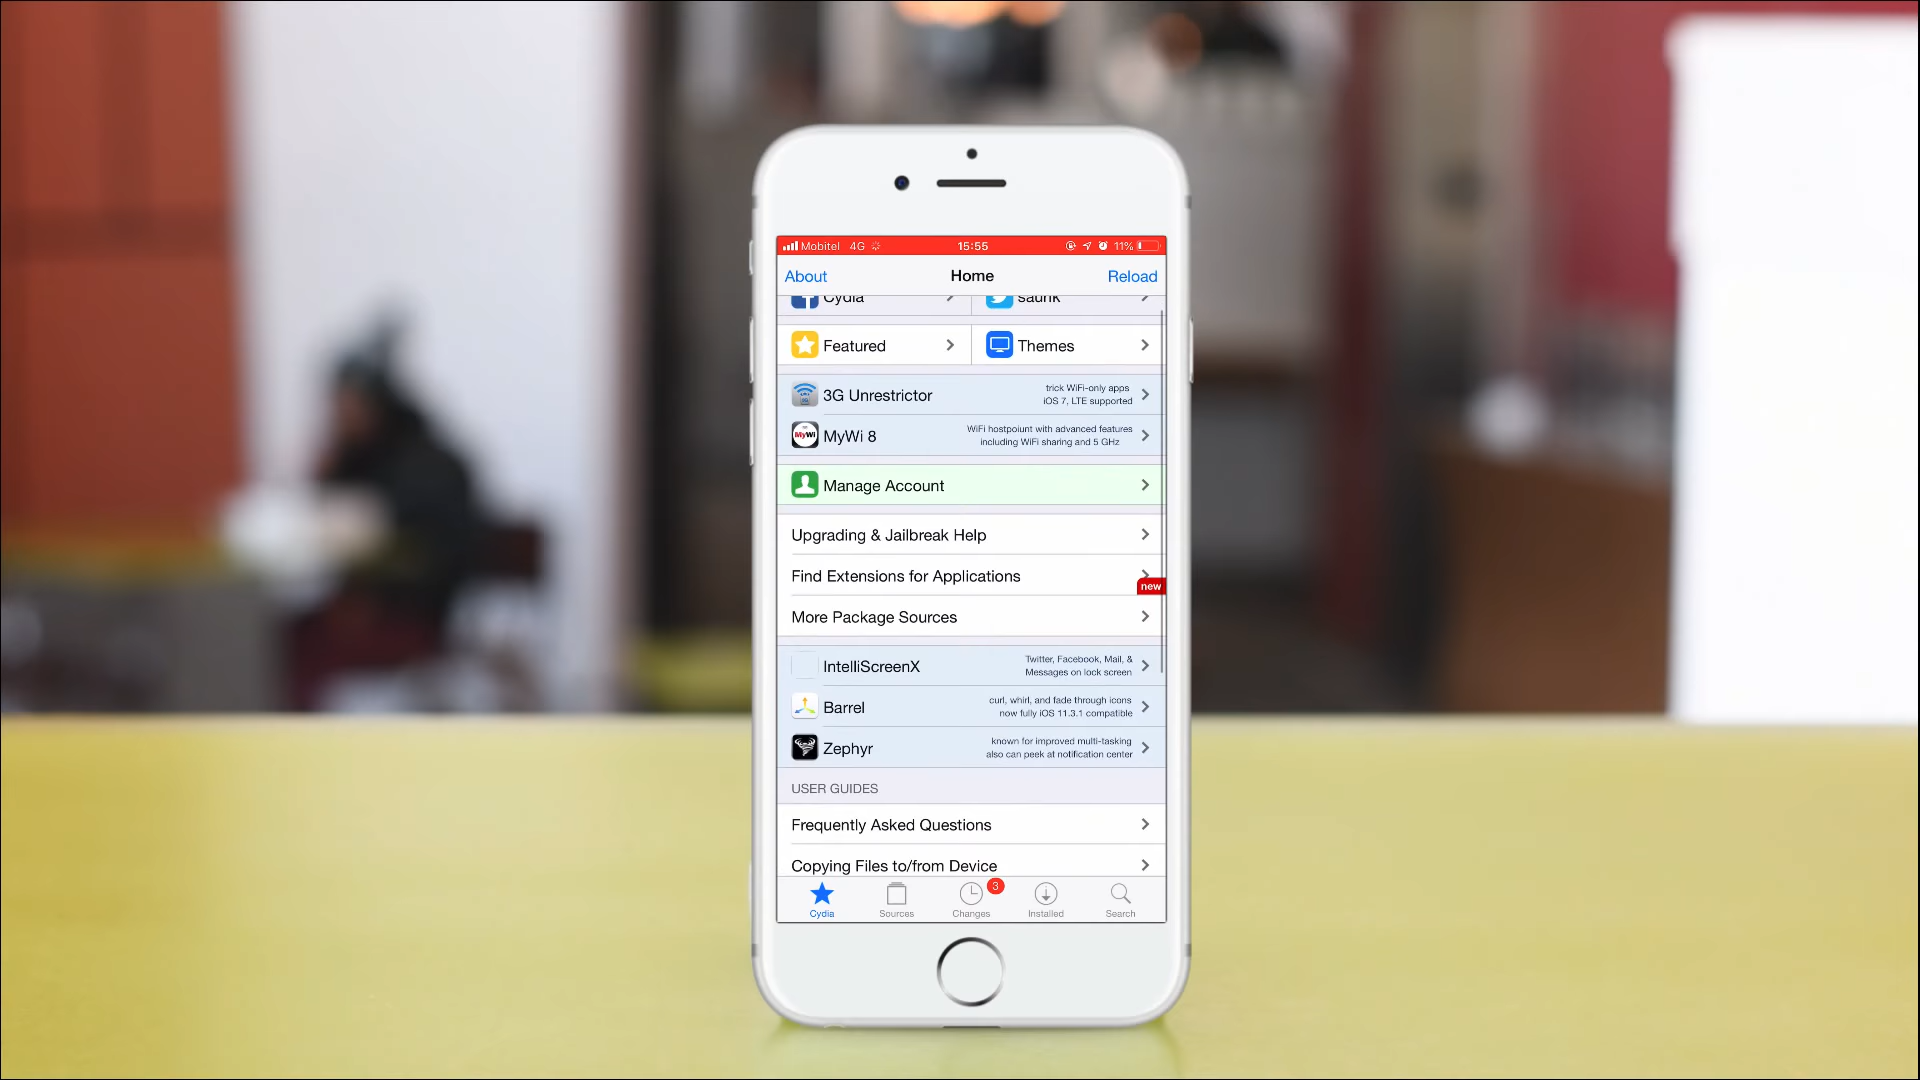 Mobitel 4G 15:55 11%
About Home Reload
Cydia saurik
Featured Themes
3G Unrestrictor trick WiFi-only apps
iOS 7, LTE supported
MyWi MyWi 8 WiFi hostpoiunt with advanced features
including WiFi sharing and 5 GHz
Manage Account
Upgrading & Jailbreak Help
Find Extensions for Applications
new
More Package Sources
IntelliScreenX Twitter, Facebook, Mail, &
Messages on lock screen
Barrel curl, whirl, and fade through icons
now fully iOS 11.3.1 compatible
Zephyr known for improved multi-tasking
also can peek at notification center
USER GUIDES
Frequently Asked Questions
Copying Files to/from Device
3
Cydia Sources Changes Installed Search